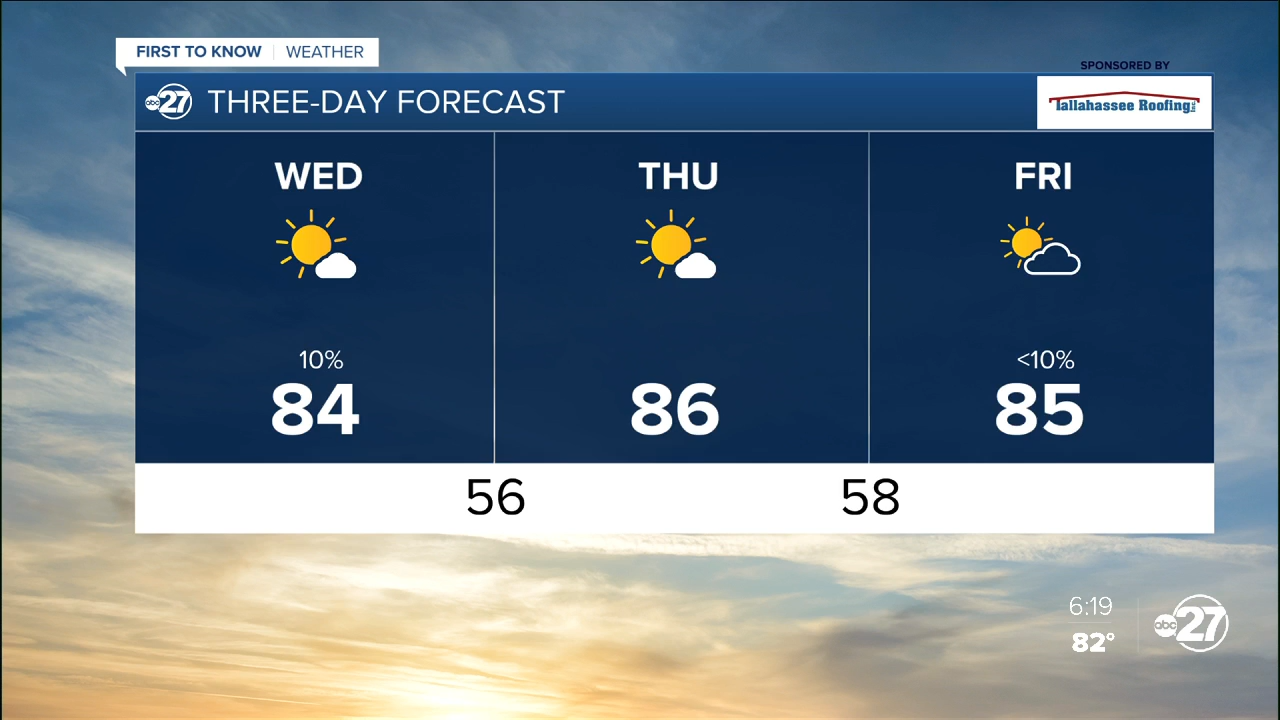 FIRST TO KNOW | WEATHER
SPONSORED BY
abc 27 THREE-DAY FORECAST
Tallahassee Roofing Inc.
WED THU FRI
10% <10%
84 86 85
56 58
6:19
82°
abc 27